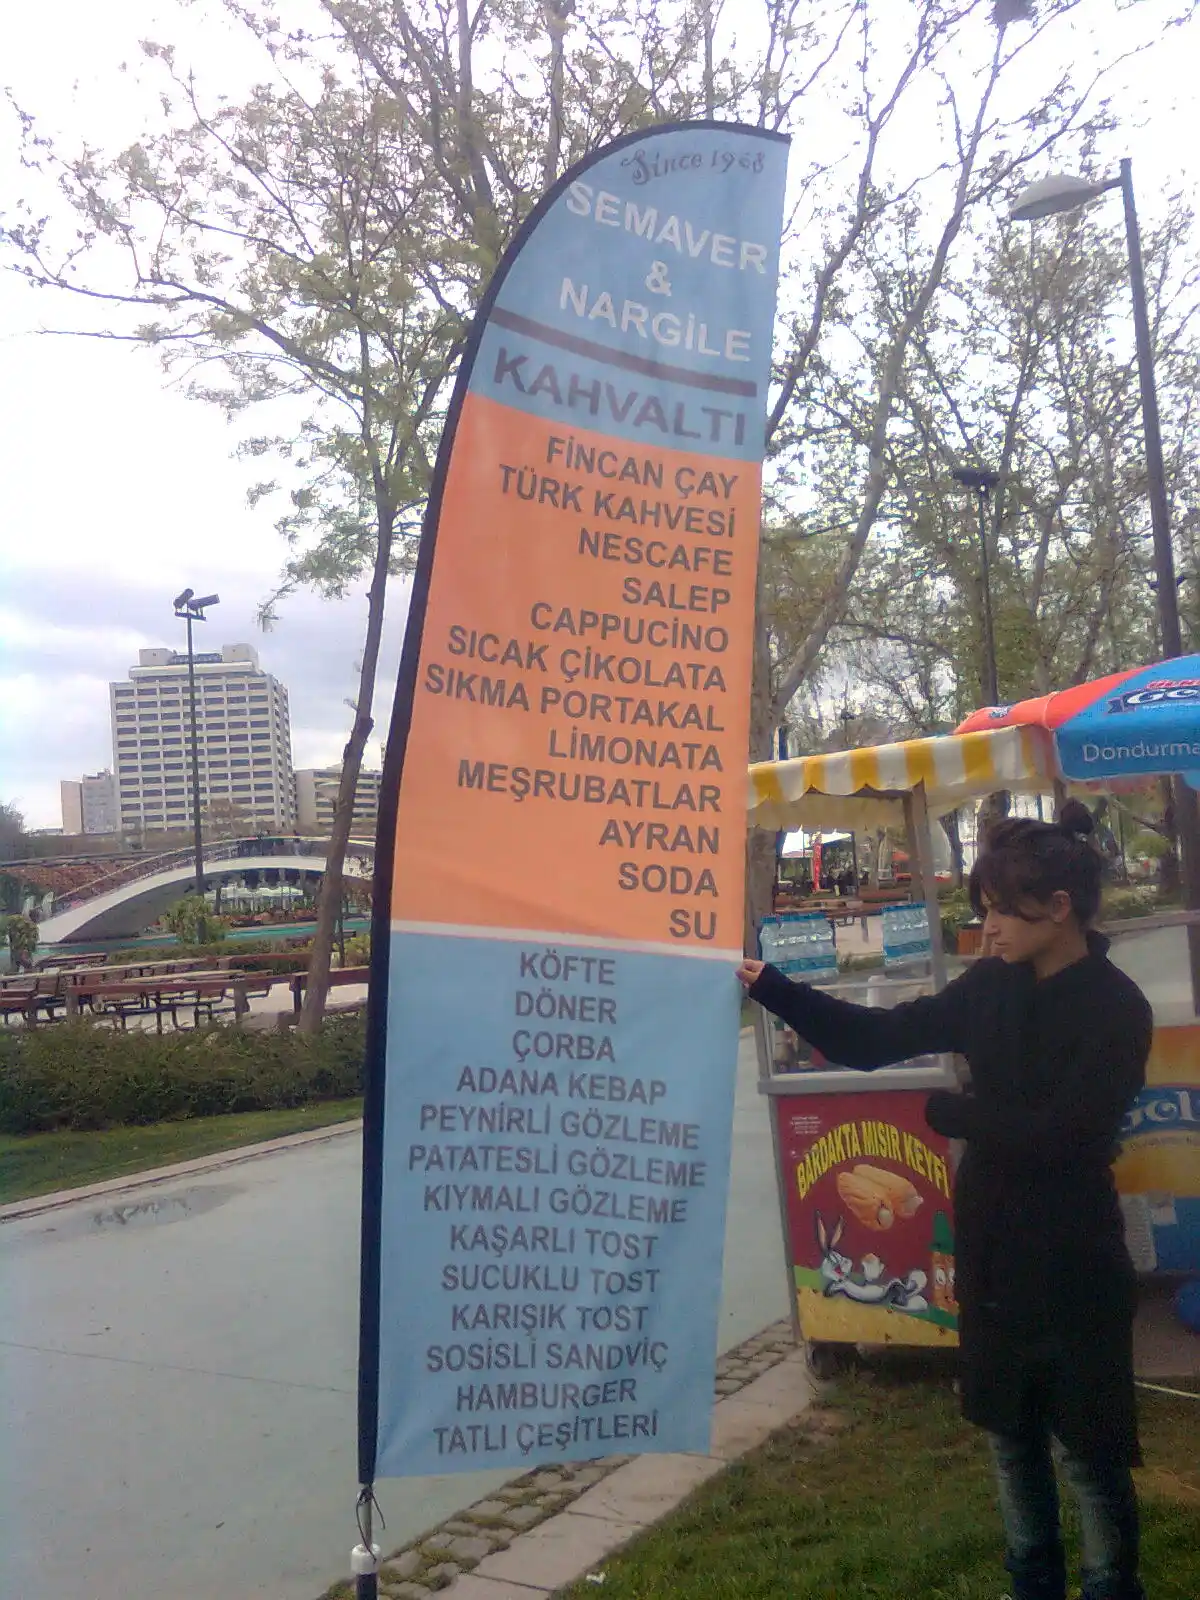 Since 1968
SEMAVER
&
NARGİLE
KAHVALTI
FİNCAN ÇAY
TÜRK KAHVESİ
NESCAFE
SALEP
CAPPUCİNO
SICAK ÇİKOLATA
SIKMA PORTAKAL
LİMONATA
MEŞRUBATLAR
AYRAN
SODA
SU
KÖFTE
DÖNER
ÇORBA
ADANA KEBAP
PEYNİRLİ GÖZLEME
PATATESLİ GÖZLEME
KIYMALI GÖZLEME
KAŞARLI TOST
SUCUKLU TOST
KARIŞIK TOST
SOSİSLİ SANDVİÇ
HAMBURGER
TATLI ÇEŞİTLERİ
Dondurma
BARDAKTA MISIR KEYFİ